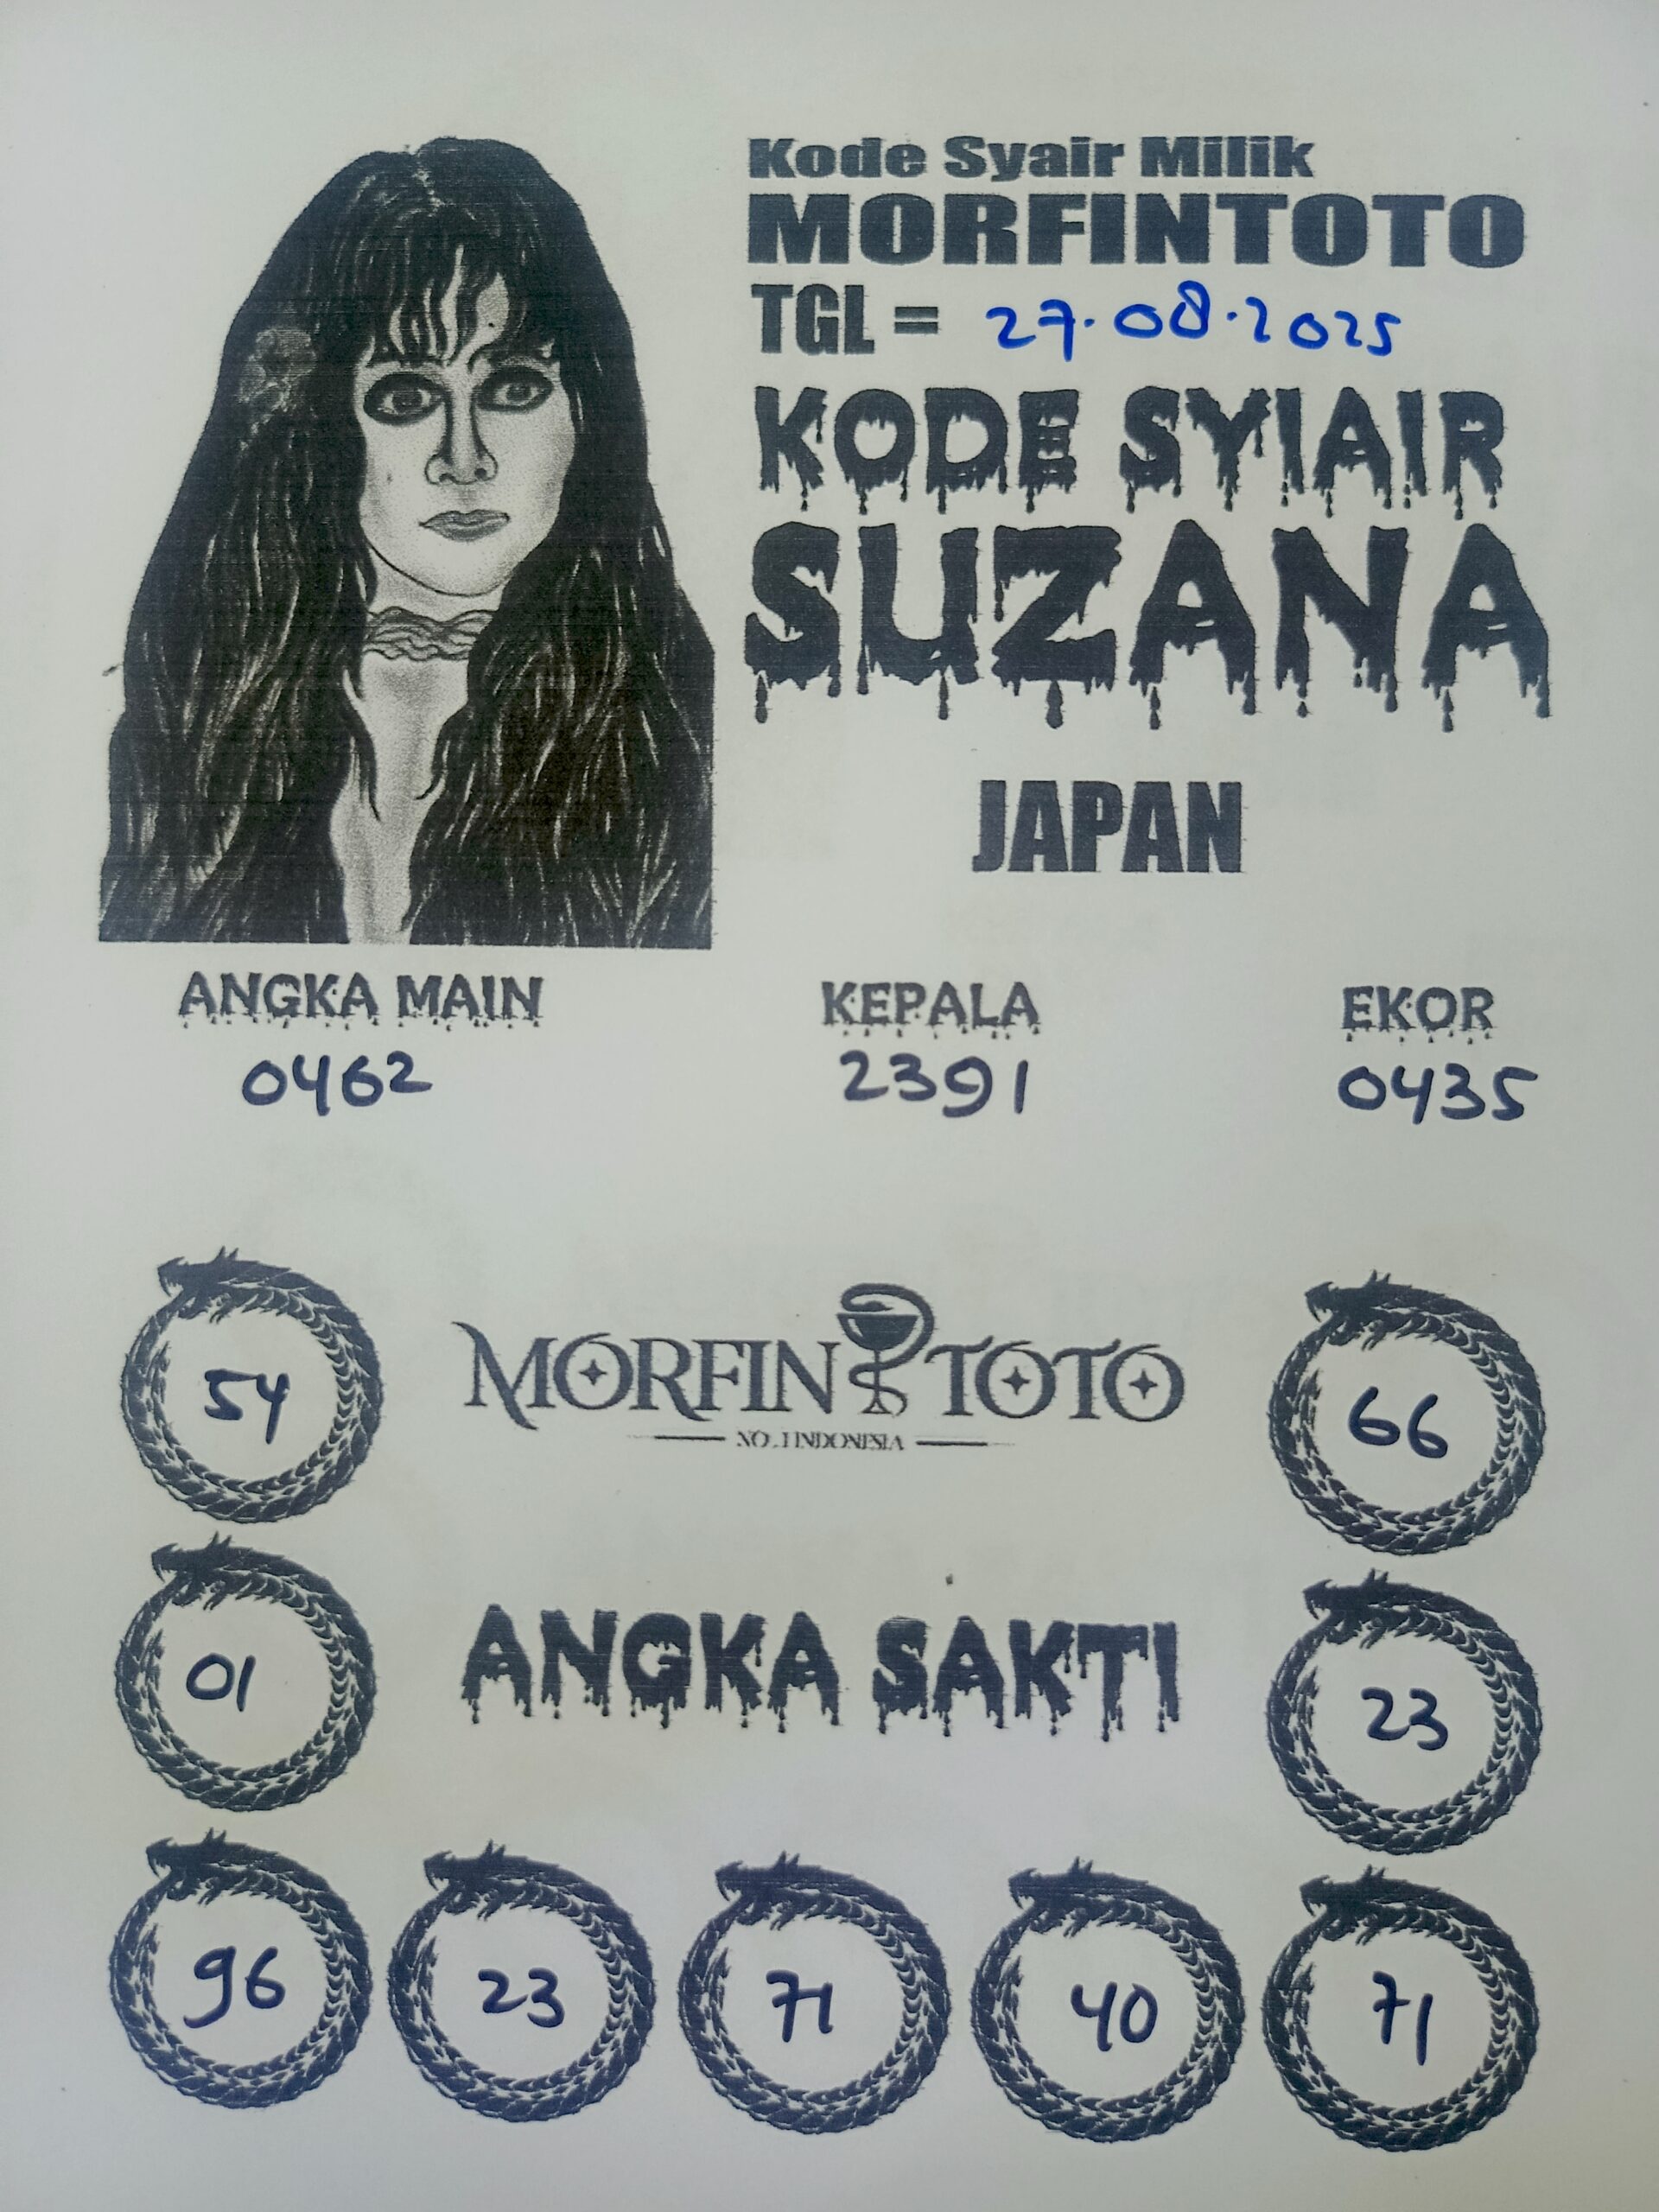 Kode Syair Milik
MORFINTOTO
TGL = 27.08.2025
KODE SYIAIR
SUZANA
JAPAN
ANGKA MAIN KEPALA EKOR
0462 2391 0435
54 MORFIN TOTO 66
NO.1 INDONESIA
01 ANGKA SAKTI 23
96 23 71 40 71